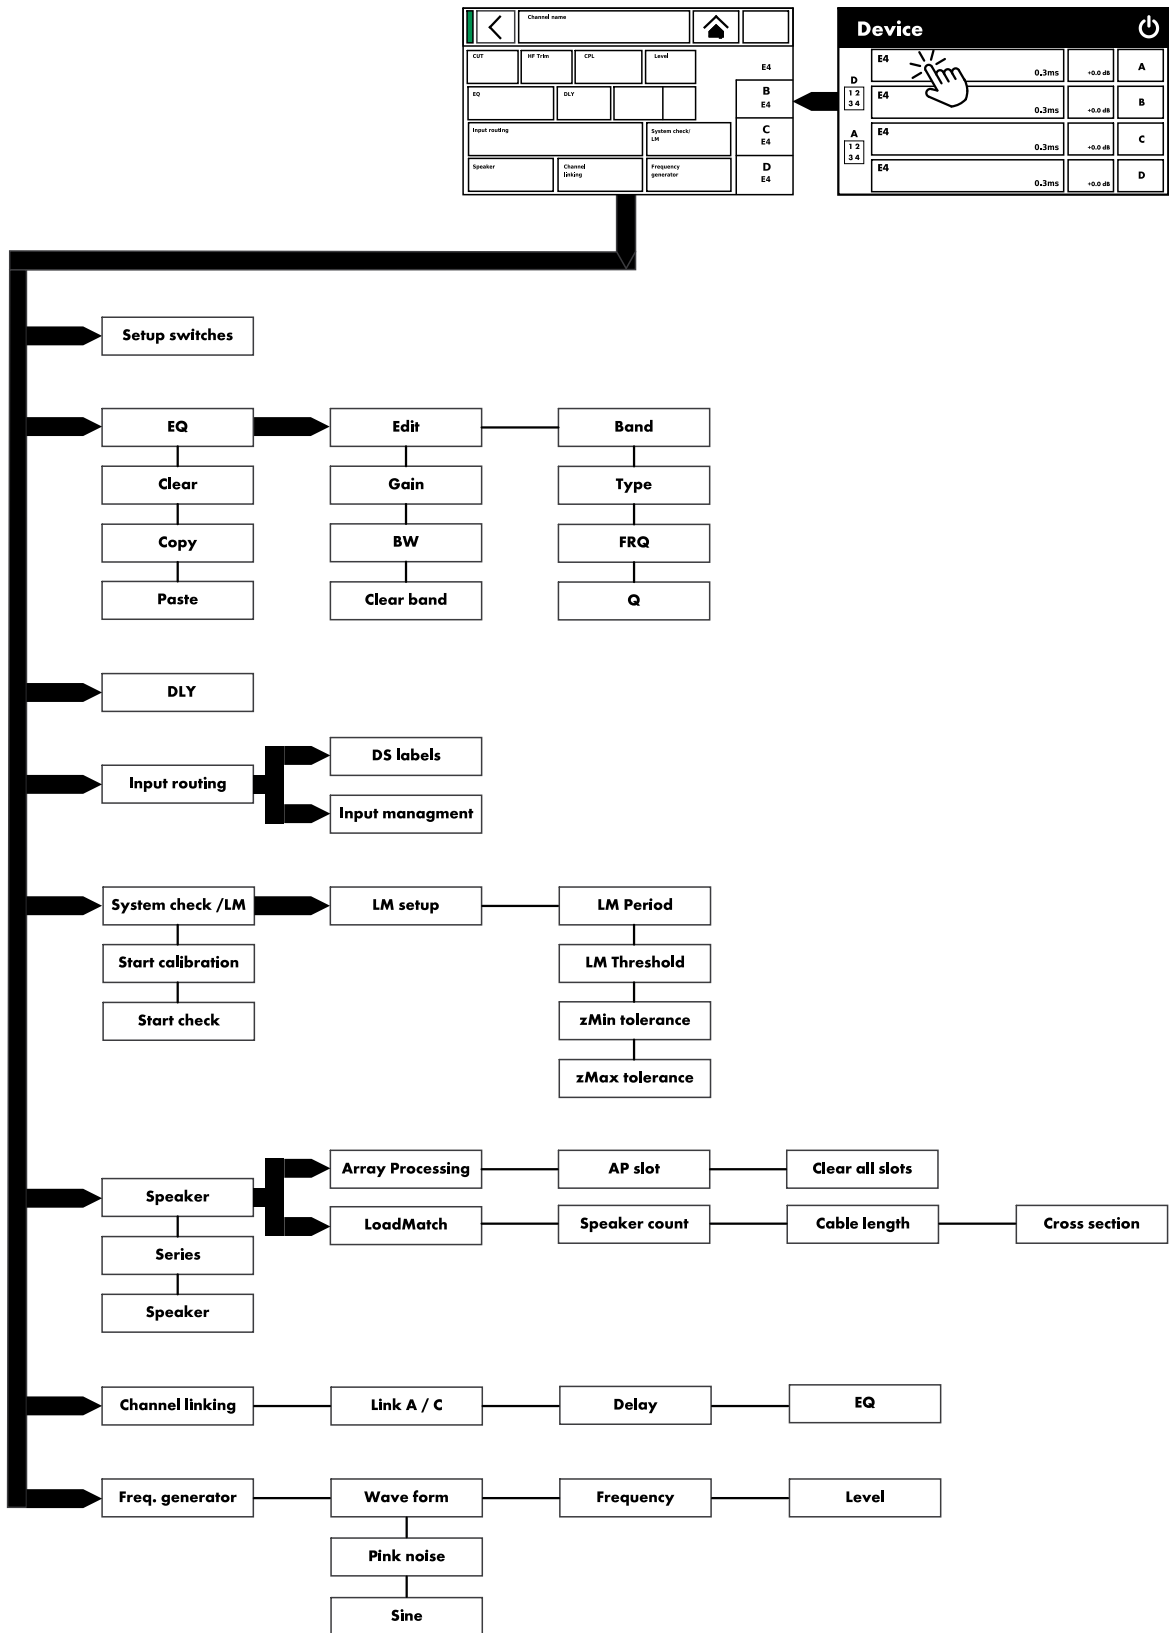 Channel name
CUT
HF Trim
CPL
Level
E4
EQ
DLY
B
E4
Input routing
System check/
LM
C
E4
Speaker
Channel
linking
Frequency
generator
D
E4
Device
D
1 2
3 4
A
1 2
3 4
E4
0.3ms
+0.0 dB
A
E4
0.3ms
+0.0 dB
B
E4
0.3ms
+0.0 dB
C
E4
0.3ms
+0.0 dB
D
Setup switches
EQ
Edit
Band
Clear
Gain
Type
Copy
BW
FRQ
Paste
Clear band
Q
DLY
Input routing
DS labels
Input managment
System check /LM
LM setup
LM Period
Start calibration
LM Threshold
Start check
zMin tolerance
zMax tolerance
Speaker
Array Processing
AP slot
Clear all slots
LoadMatch
Speaker count
Cable length
Cross section
Series
Speaker
Channel linking
Link A / C
Delay
EQ
Freq. generator
Wave form
Frequency
Level
Pink noise
Sine